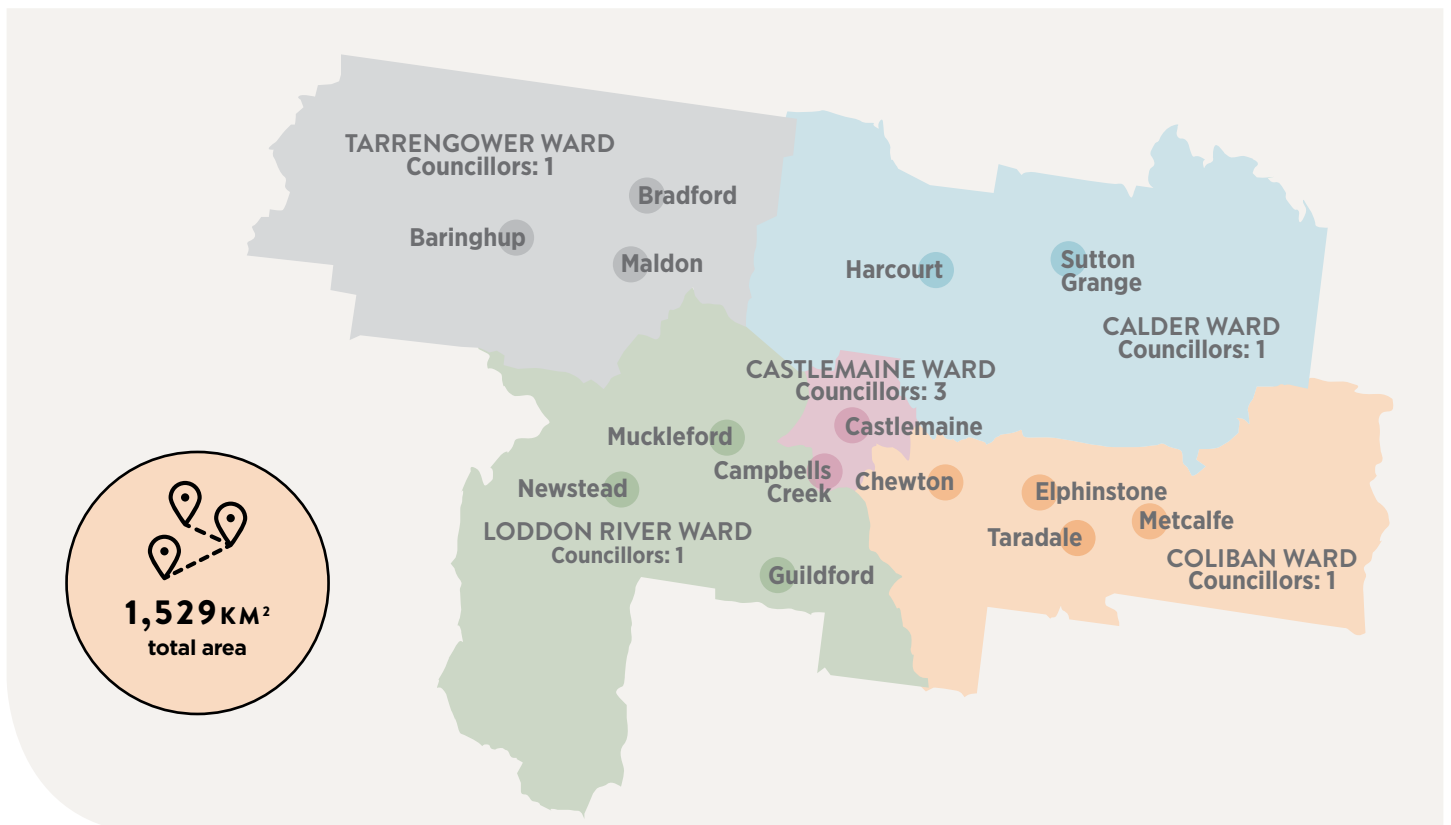 TARRENGOWER WARD
Councillors: 1
Bradford
Baringhup
Maldon
Harcourt
Sutton
Grange
CALDER WARD
Councillors: 1
CASTLEMAINE WARD
Councillors: 3
Castlemaine
Muckleford
Campbells
Creek
Chewton
Newstead
Elphinstone
Metcalfe
Taradale
LODDON RIVER WARD
Councillors: 1
COLIBAN WARD
Councillors: 1
Guildford
1,529KM²
total area